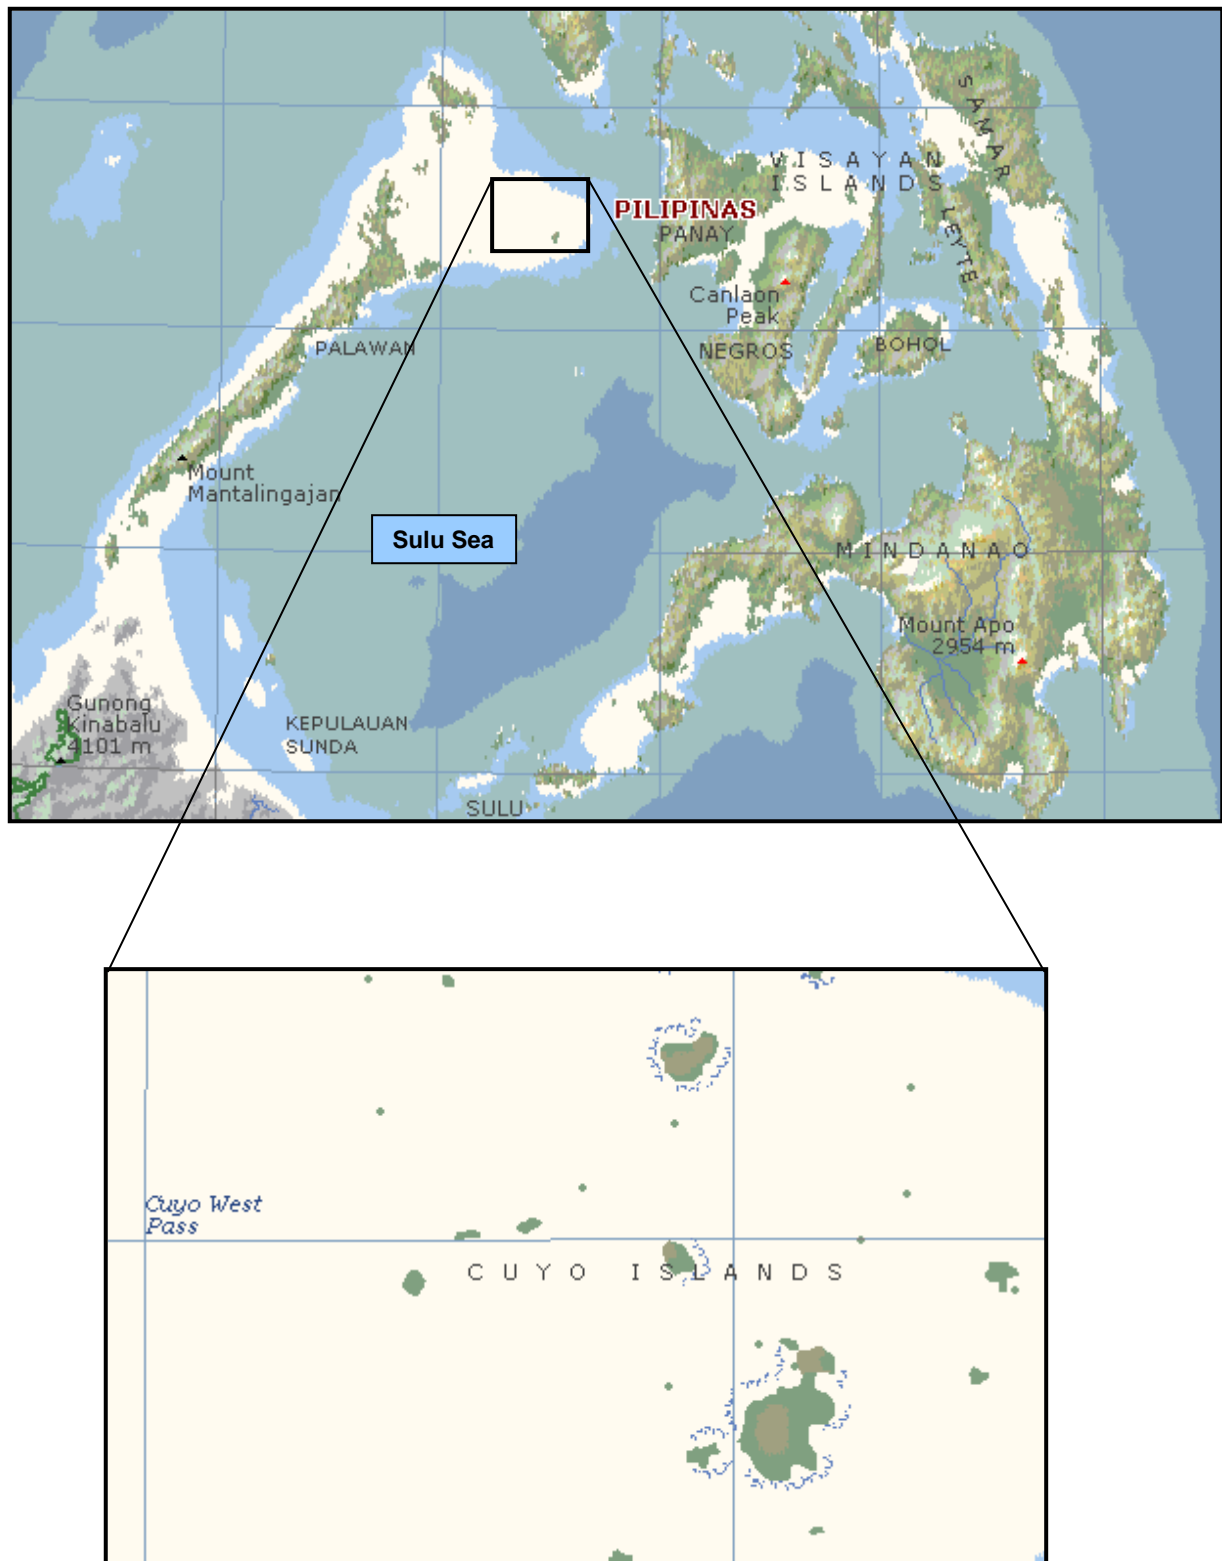 SAMAR
VISAYAN
ISLANDS
LEYTE
PILIPINAS
PANAY
Canlaon
Peak
NEGROS
BOHOL
PALAWAN
Mount
Mantalingajan
Sulu Sea
MINDANAO
Mount Apo
2954 m
Gunong
Kinabalu
4101 m
KEPULAUAN
SUNDA
SULU
Cuyo West
Pass
CUYO ISLANDS